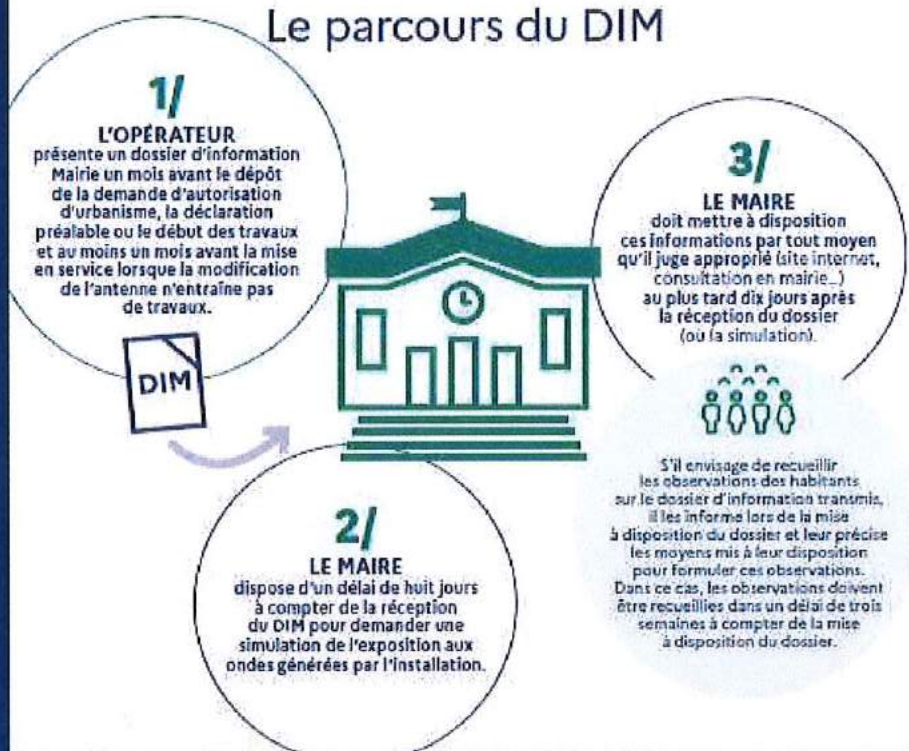 Le parcours du DIM
1/
L'OPÉRATEUR
présente un dossier d'information
Mairie un mois avant le dépôt
de la demande d'autorisation
d'urbanisme, la déclaration
préalable ou le début des travaux
et au moins un mois avant la mise
en service lorsque la modification
de l'antenne n'entraîne pas
de travaux.
DIM
2/
LE MAIRE
dispose d'un délai de huit jours
à compter de la réception
du DIM pour demander une
simulation de l'exposition aux
ondes générées par l'installation.
3/
LE MAIRE
doit mettre à disposition
ces informations par tout moyen
qu'il juge approprié (site internet,
consultation en mairie...)
au plus tard dix jours après
la réception du dossier
(ou la simulation).
S'il envisage de recueillir
les observations des habitants
sur le dossier d'information transmis,
il les informe lors de la mise
à disposition du dossier et leur précise
les moyens mis à leur disposition
pour formuler ces observations.
Dans ce cas, les observations doivent
être recueillies dans un délai de trois
semaines à compter de la mise
à disposition du dossier.